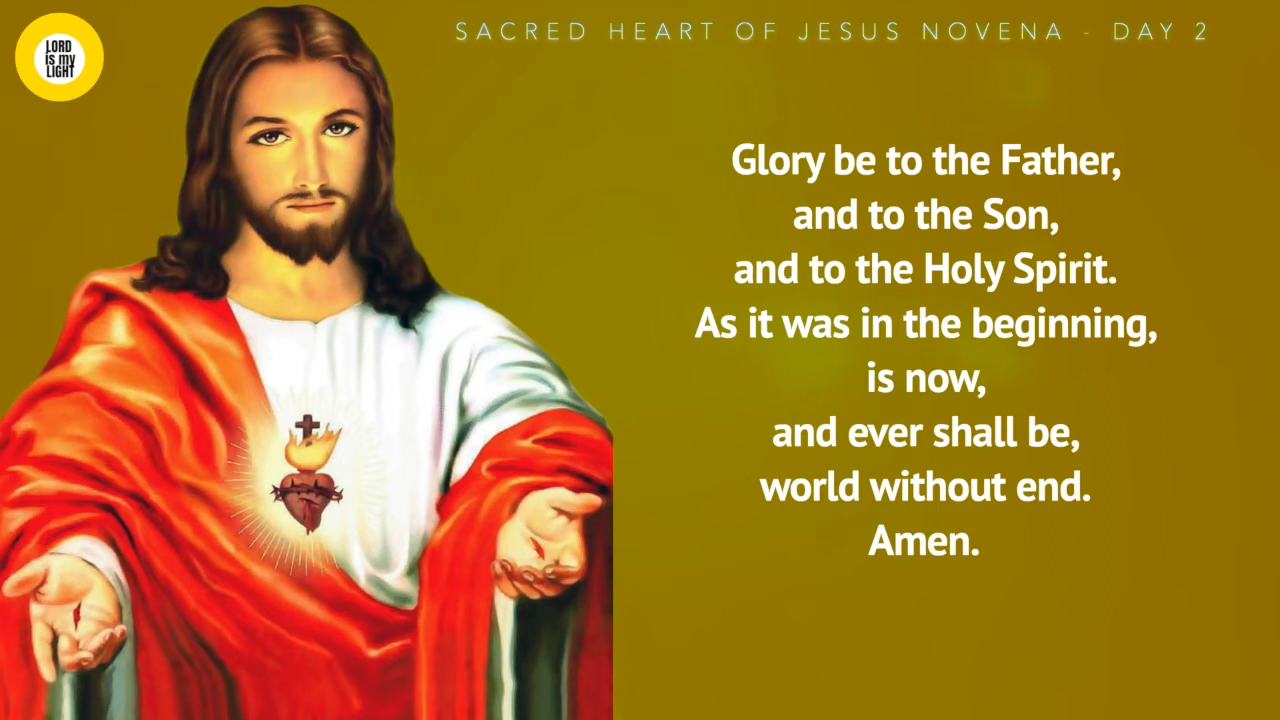 LORD
is my
LIGHT
SACRED HEART OF JESUS NOVENA - DAY 2
Glory be to the Father,
and to the Son,
and to the Holy Spirit.
As it was in the beginning,
is now,
and ever shall be,
world without end.
Amen.